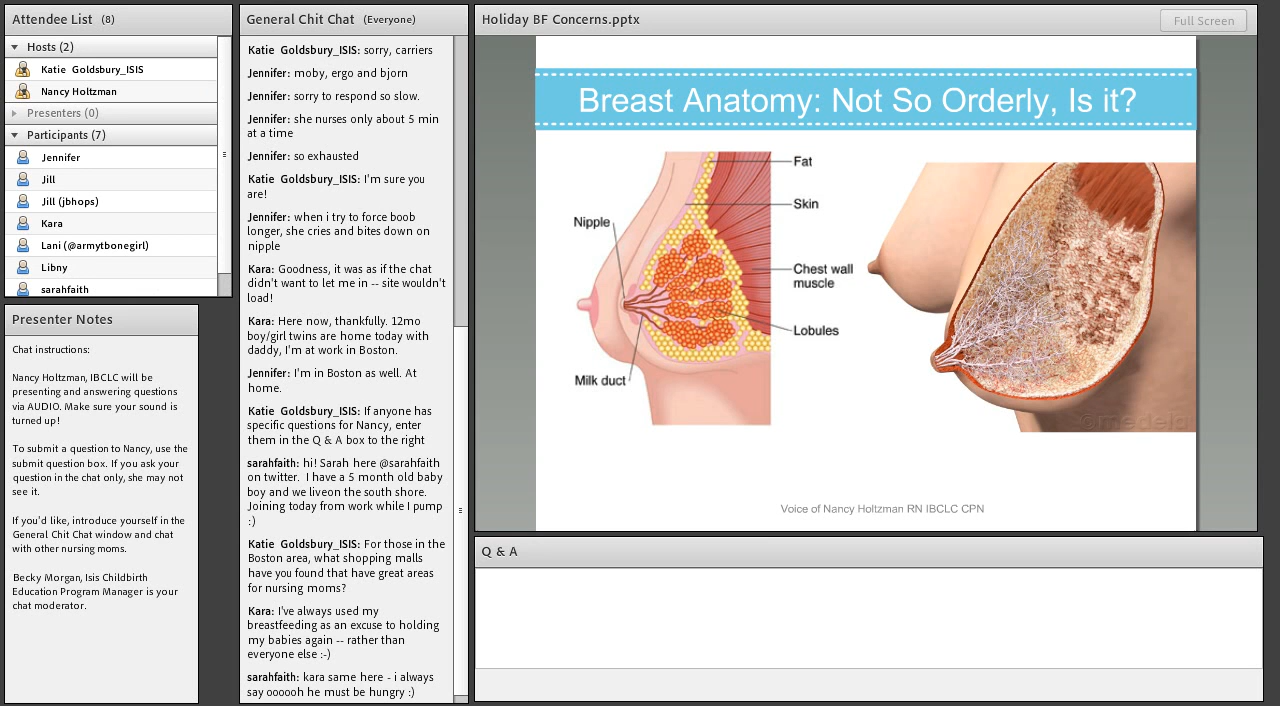 Attendee List (8)
Hosts (2)
Katie Goldsbury_ISIS
Nancy Holtzman
Presenters (0)
Participants (7)
Jennifer
Jill
Jill (jbhops)
Kara
Lani (@armytbonegirl)
Libny
sarahfaith
Presenter Notes
Chat instructions:
Nancy Holtzman, IBCLC will be
presenting and answering questions
via AUDIO. Make sure your sound is
turned up!
To submit a question to Nancy, use the
submit question box. If you ask your
question in the chat only, she may not
see it.
If you'd like, introduce yourself in the
General Chit Chat window and chat
with other nursing moms.
Becky Morgan, Isis Childbirth
Education Program Manager is your
chat moderator.
General Chit Chat (Everyone)
Katie Goldsbury_ISIS: sorry, carriers
Jennifer: moby, ergo and bjorn
Jennifer: sorry to respond so slow.
Jennifer: she nurses only about 5 min
at a time
Jennifer: so exhausted
Katie Goldsbury_ISIS: I'm sure you
are!
Jennifer: when i try to force boob
longer, she cries and bites down on
nipple
Kara: Goodness, it was as if the chat
didn't want to let me in -- site wouldn't
load!
Kara: Here now, thankfully. 12mo
boy/girl twins are home today with
daddy, I'm at work in Boston.
Jennifer: I'm in Boston as well. At
home.
Katie Goldsbury_ISIS: If anyone has
specific questions for Nancy, enter
them in the Q & A box to the right
sarahfaith: hi! Sarah here @sarahfaith
on twitter. I have a 5 month old baby
boy and we liveon the south shore.
Joining today from work while I pump
:)
Katie Goldsbury_ISIS: For those in the
Boston area, what shopping malls
have you found that have great areas
for nursing moms?
Kara: I've always used my
breastfeeding as an excuse to holding
my babies again -- rather than
everyone else :-)
sarahfaith: kara same here - i always
say oooooh he must be hungry :)
Holiday BF Concerns.pptx
Full Screen
Breast Anatomy: Not So Orderly, Is it?
Fat
Skin
Nipple
Chest wall
muscle
Lobules
Milk duct
©medela
Voice of Nancy Holtzman RN IBCLC CPN
Q & A